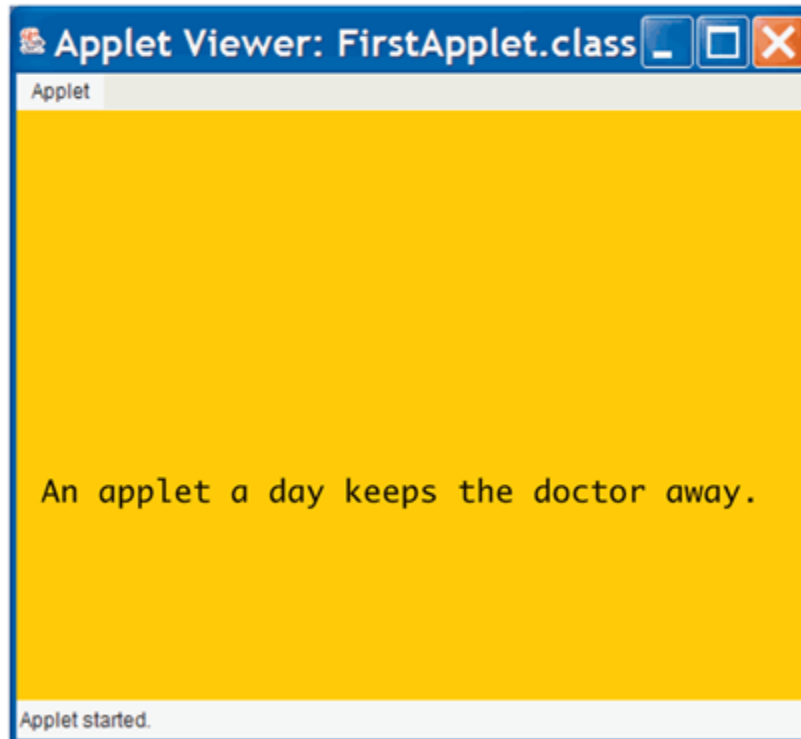 Applet Viewer: FirstApplet.class
Applet
An applet a day keeps the doctor away.
Applet started.